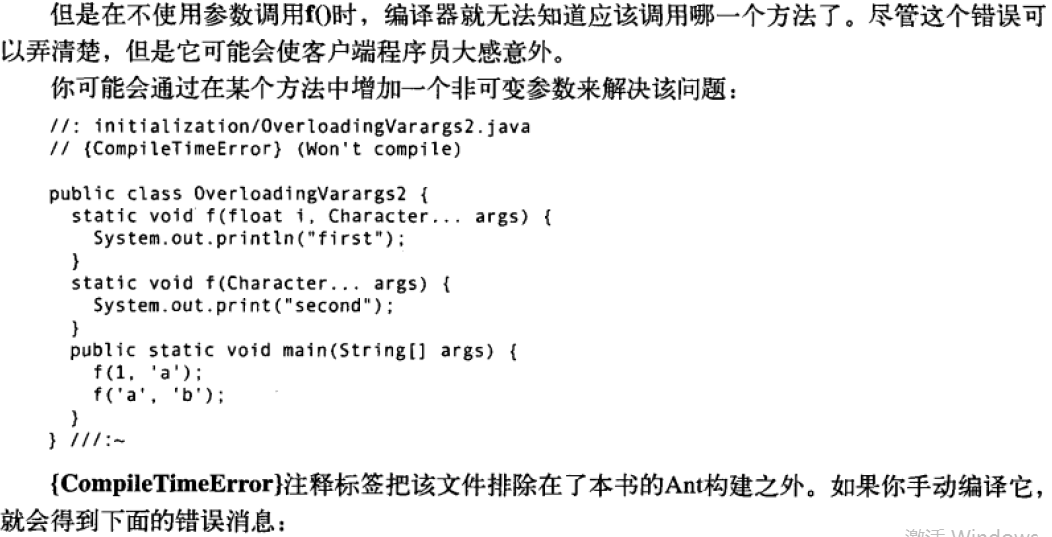 但是在不使用参数调用f()时，编译器就无法知道应该调用哪一个方法了。尽管这个错误可
以弄清楚，但是它可能会使客户端程序员大感意外。
你可能会通过在某个方法中增加一个非可变参数来解决该问题：
//: initialization/OverloadingVarargs2.java
// {CompileTimeError} (Won't compile)
public class OverloadingVarargs2 {
static void f(float i, Character... args) {
System.out.println("first");
}
static void f(Character... args) {
System.out.print("second");
}
public static void main(String[] args) {
f(1, 'a');
f('a', 'b');
}
} ///:~
{CompileTimeError}注释标签把该文件排除在了本书的Ant构建之外。如果你手动编译它，
就会得到下面的错误消息：
激活 Windows